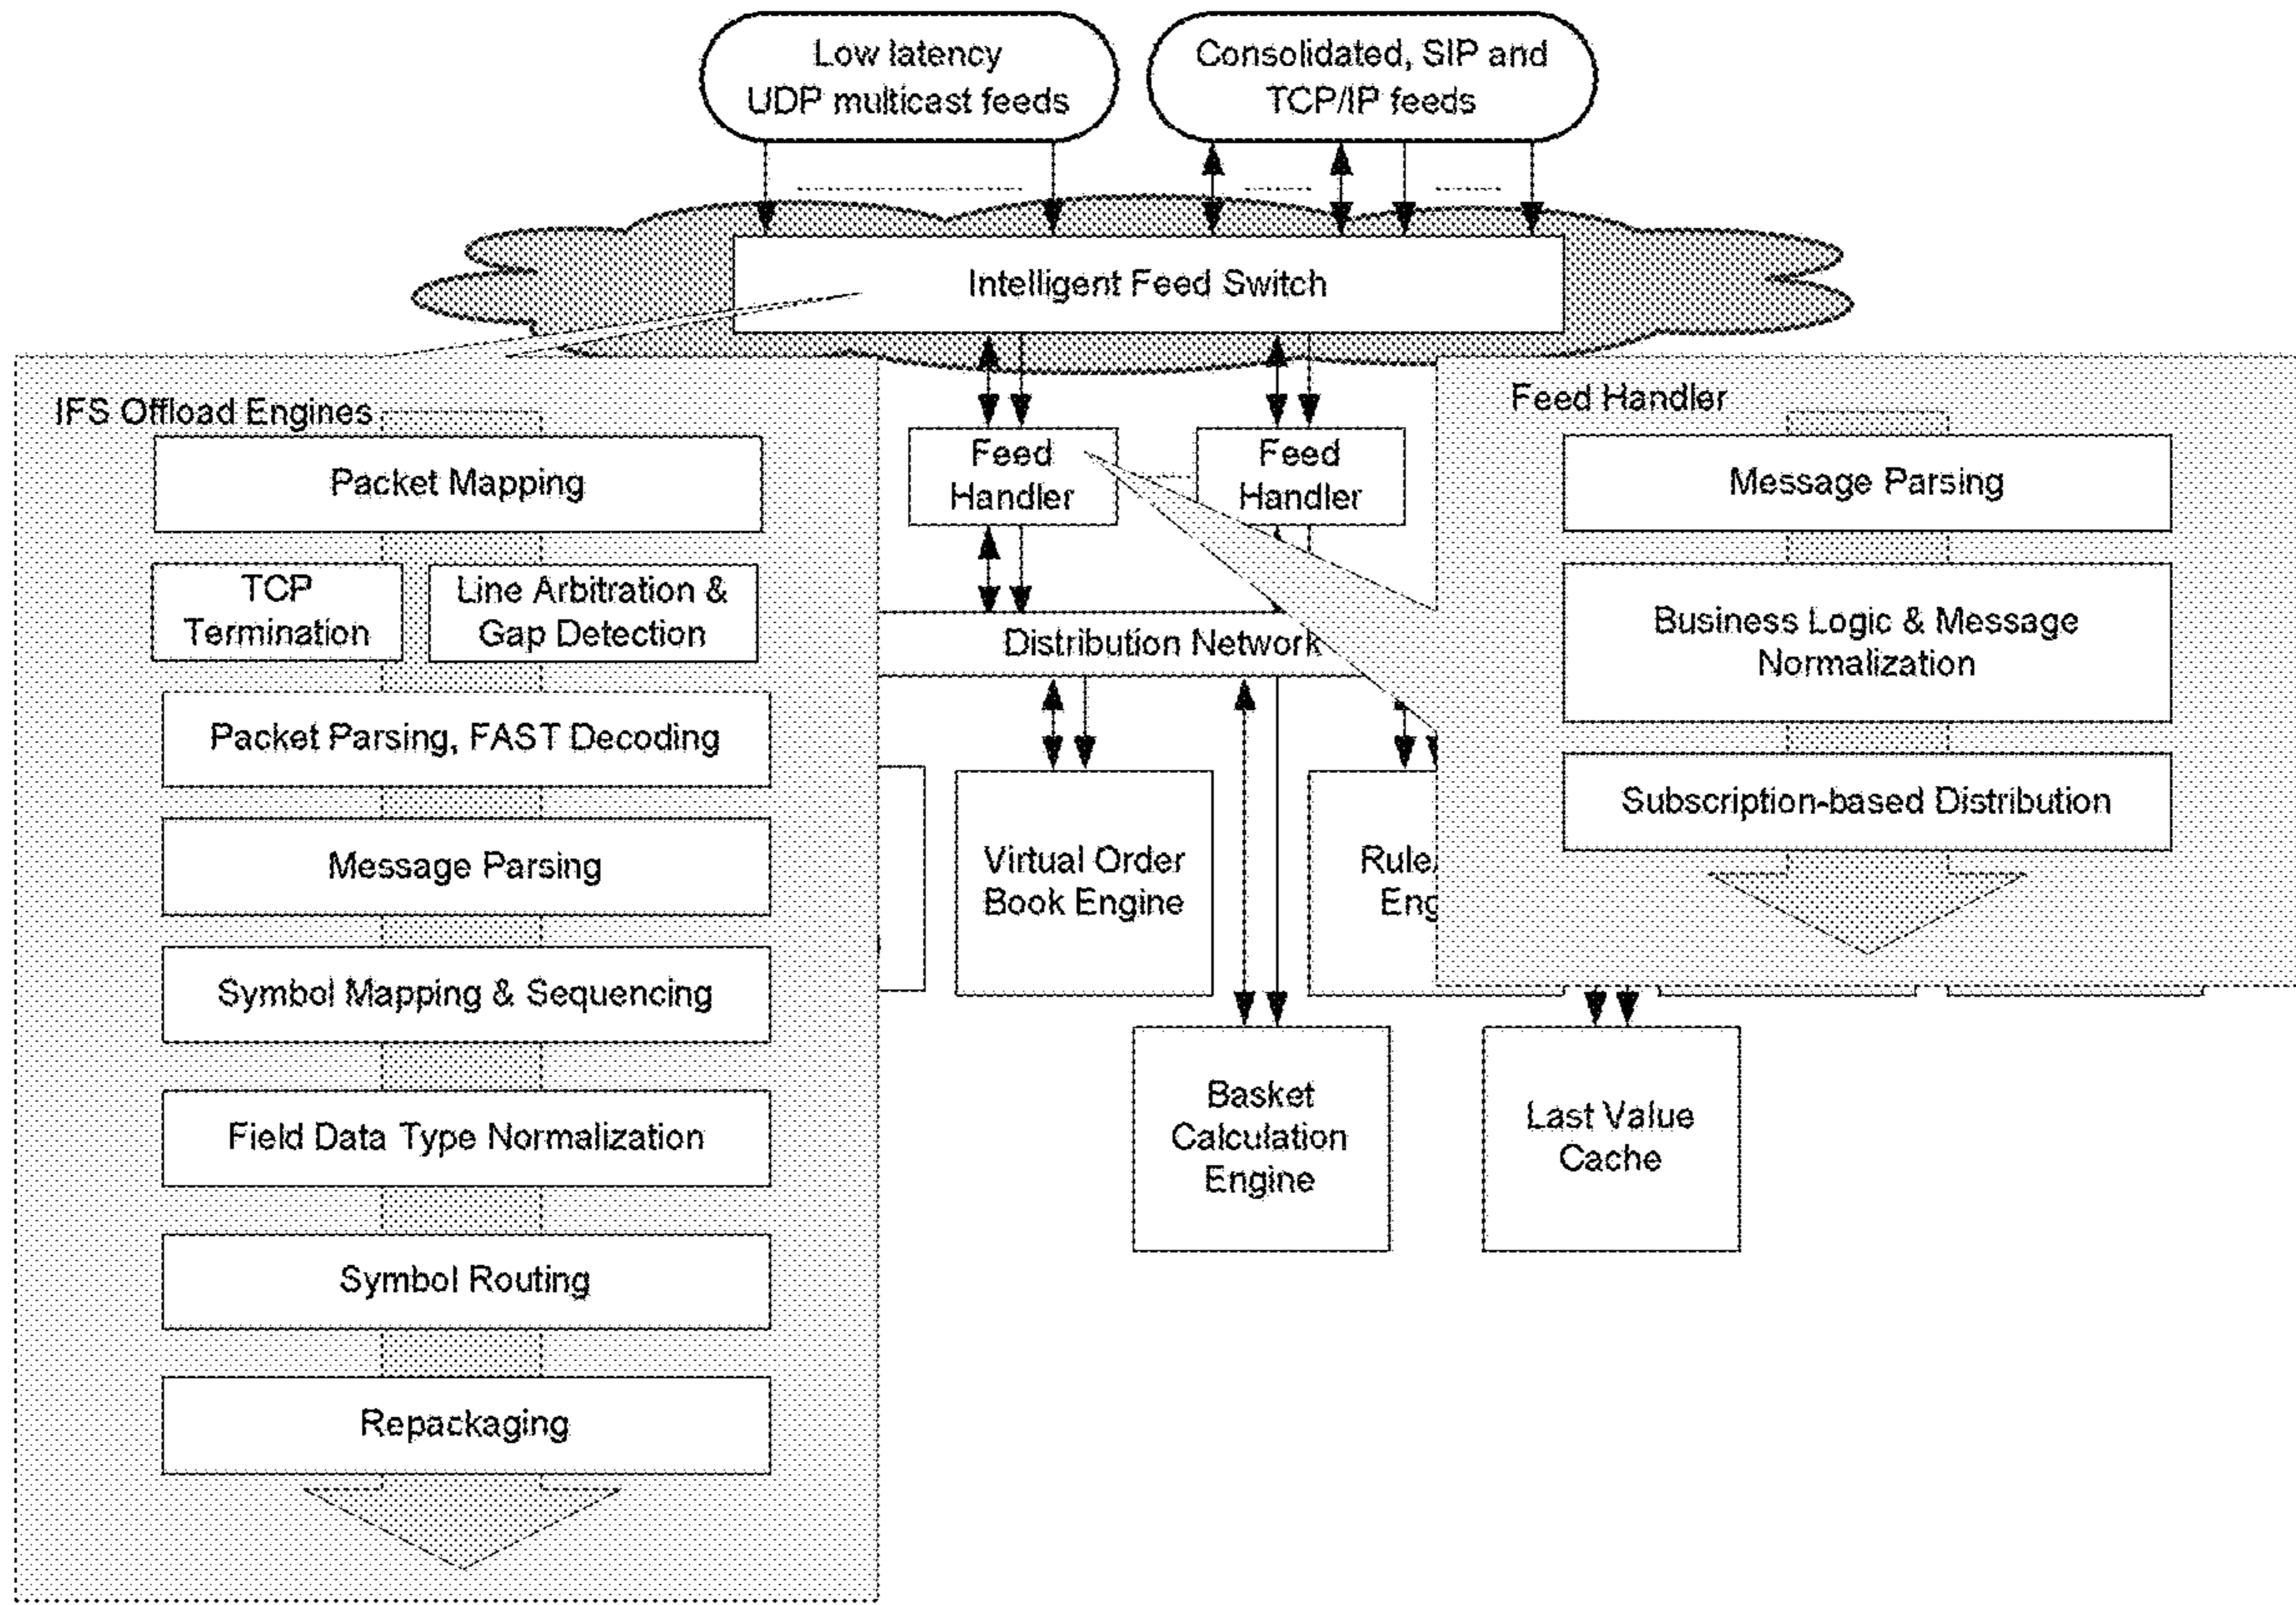 Low latency
UDP multicast feeds
Consolidated, SIP and
TCP/IP feeds
Intelligent Feed Switch
IFS Offload Engines
Packet Mapping
TCP
Termination
Line Arbitration &
Gap Detection
Packet Parsing, FAST Decoding
Message Parsing
Symbol Mapping & Sequencing
Field Data Type Normalization
Symbol Routing
Repackaging
Feed
Handler
Feed
Handler
Distribution Network
Virtual Order
Book Engine
Rule
Eng
Basket
Calculation
Engine
Last Value
Cache
Feed Handler
Message Parsing
Business Logic & Message
Normalization
Subscription-based Distribution